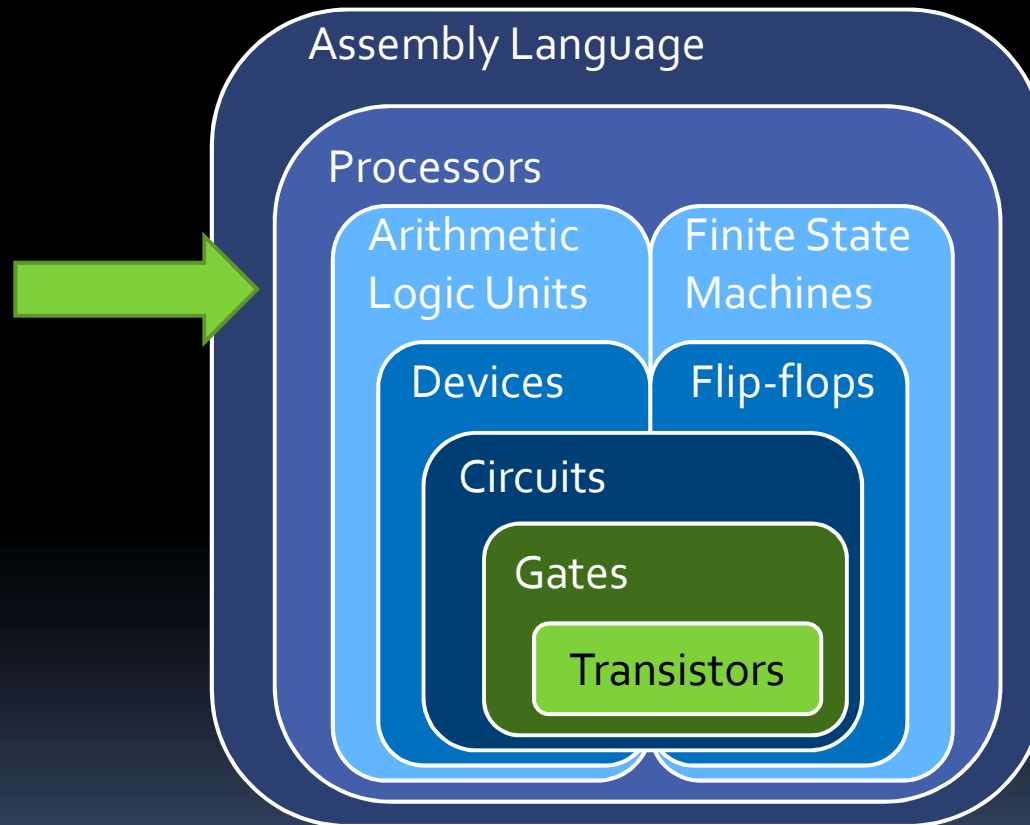 Assembly Language
Processors
Arithmetic
Logic Units
Finite State
Machines
Devices
Flip-flops
Circuits
Gates
Transistors